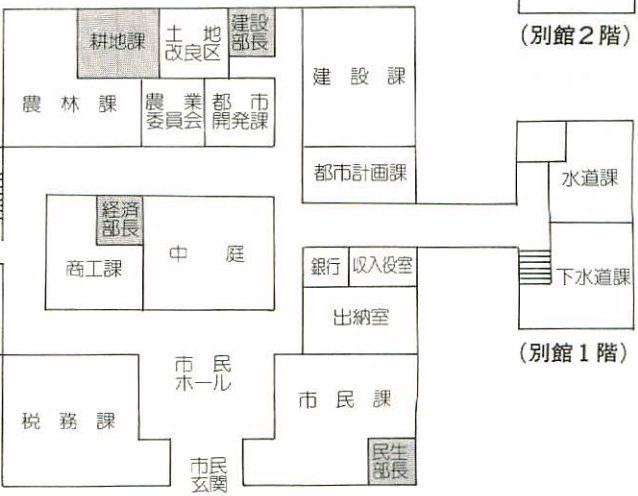 (別館2階)
耕地課
土地
改良区
建設
部長
建設課
農林課
農業
委員会
都市
開発課
都市計画課
水道課
経済
部長
商工課
中庭
銀行
収入役室
下水道課
出納室
(別館1階)
市民
ホール
税務課
市民課
民生
部長
市民
玄関